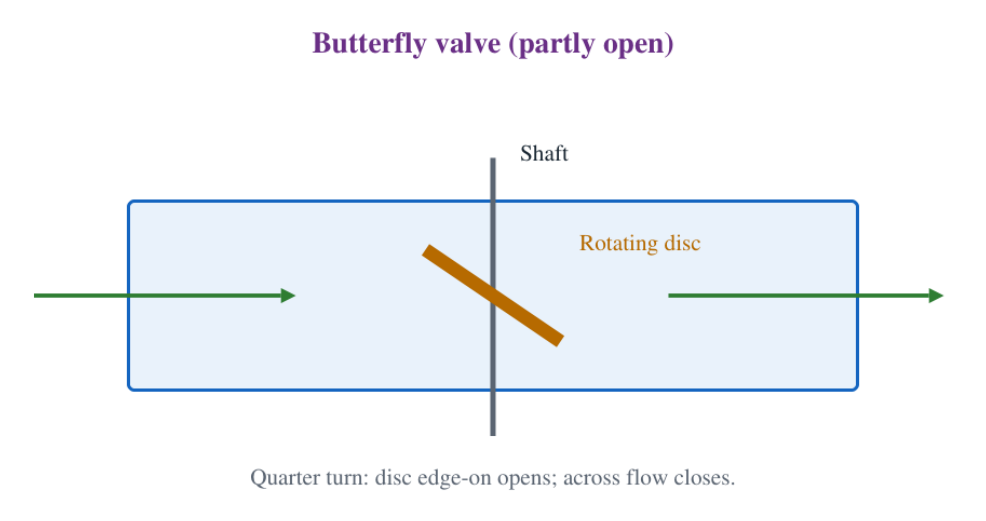 Butterfly valve (partly open)
Shaft
Rotating disc
Quarter turn: disc edge-on opens; across flow closes.